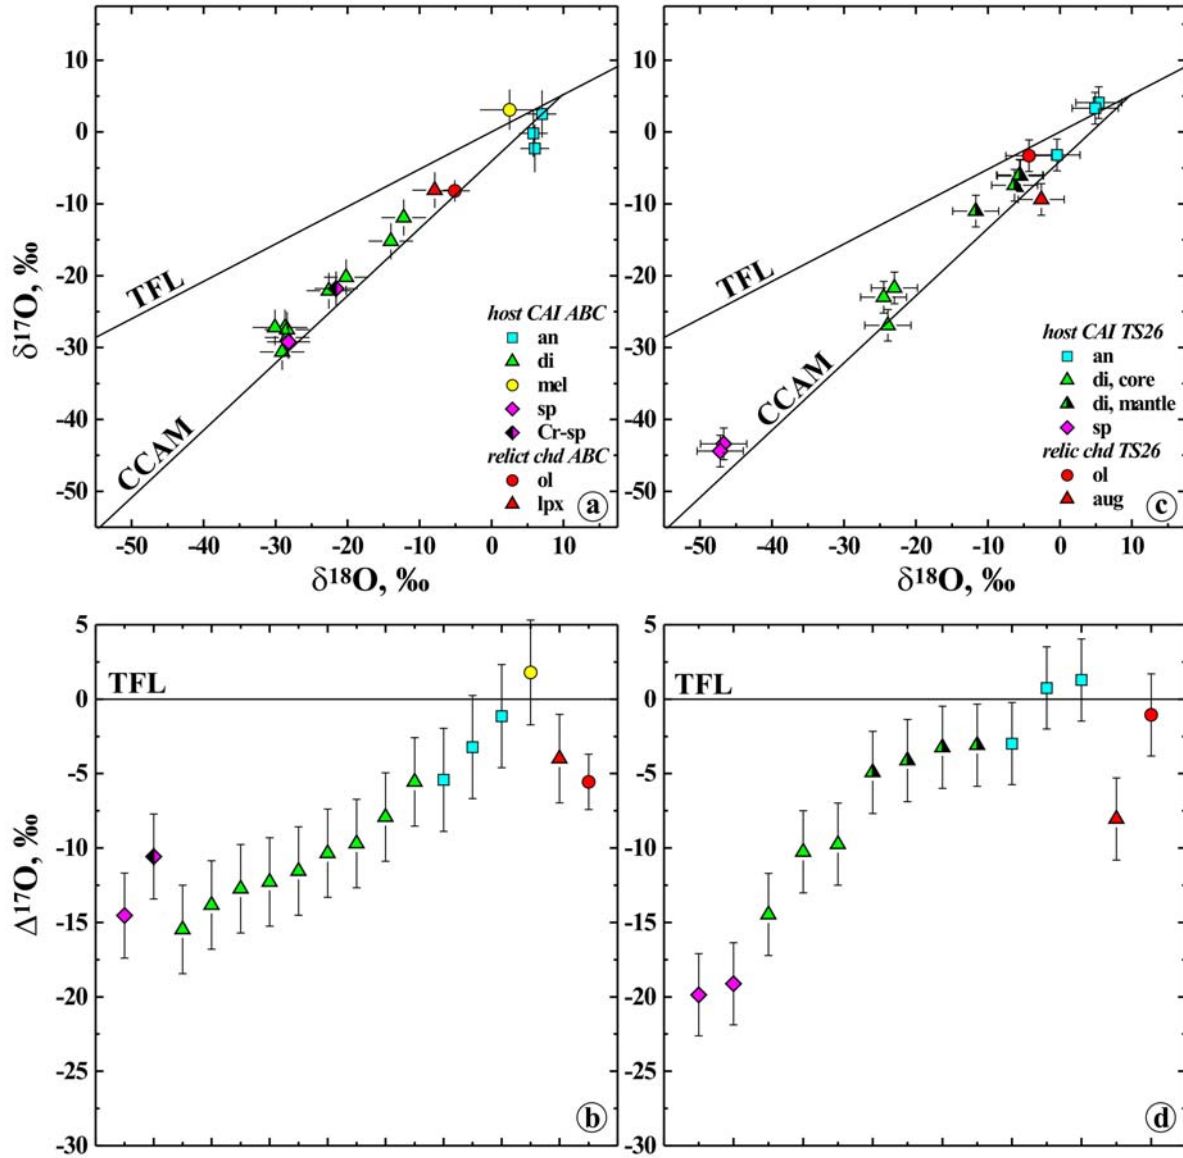 10
0
-10
-20
-30
-40
-50
δ¹⁷O, ‰
TFL
CCAM
host CAI ABC
an
di
mel
sp
Cr-sp
relict chd ABC
ol
lpx
a
-50 -40 -30 -20 -10 0 10
δ¹⁸O, ‰
10
0
-10
-20
-30
-40
-50
TFL
CCAM
host CAI TS26
an
di, core
di, mantle
sp
relic chd TS26
ol
aug
c
-50 -40 -30 -20 -10 0 10
δ¹⁸O, ‰
5
0
-5
-10
-15
-20
-25
-30
Δ¹⁷O, ‰
TFL
b
5
0
-5
-10
-15
-20
-25
-30
TFL
d